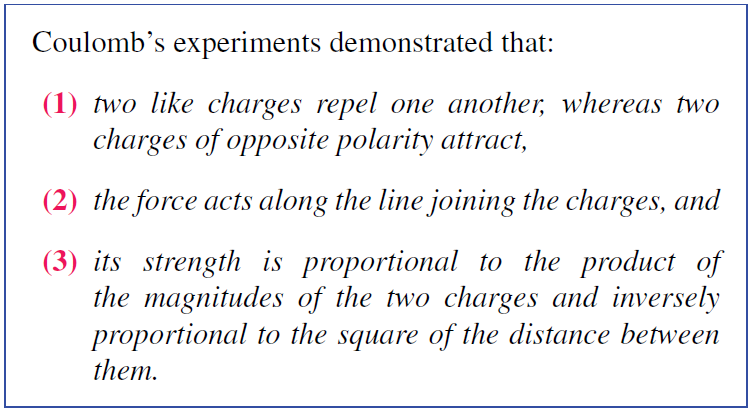 Coulomb’s experiments demonstrated that:
(1) two like charges repel one another, whereas two
charges of opposite polarity attract,
(2) the force acts along the line joining the charges, and
(3) its strength is proportional to the product of
the magnitudes of the two charges and inversely
proportional to the square of the distance between
them.